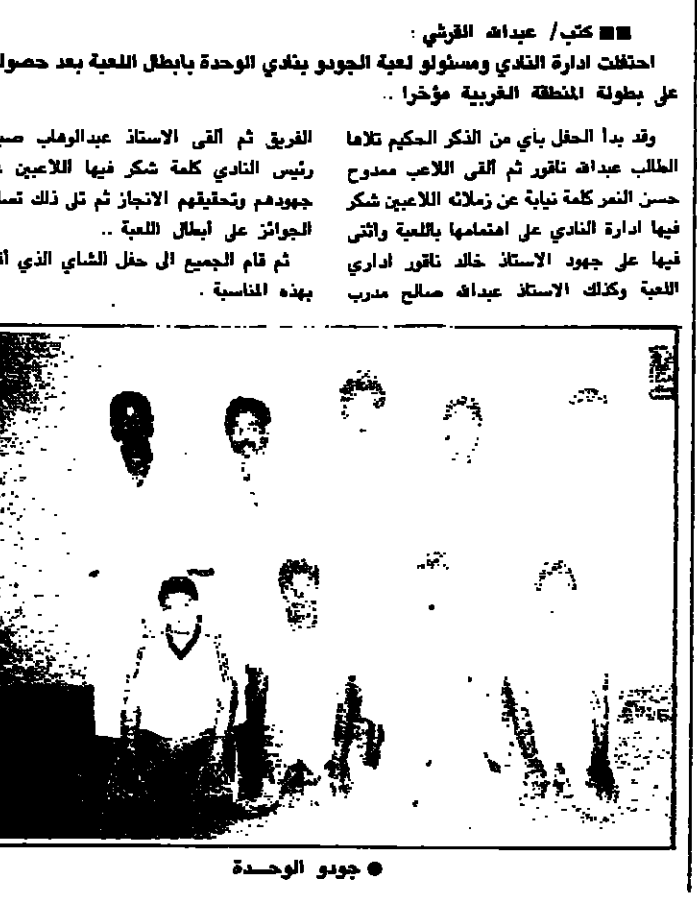 كتب/ عبدالله القرشي :
احتفلت ادارة النادي ومسئولو لعبة الجودو بنادي الوحدة بابطال اللعبة بعد
على بطولة المنطقة الغربية مؤخرا ..
وقد بدأ الحفل بأي من الذكر الحكيم تلاها
الطالب عبدالله ناقور ثم ألقى اللاعب ممدوح
حسن النمر كلمة نيابة عن زملائه اللاعبين شكر
فيها ادارة النادي على اهتمامها باللعبة واثنى
فيها على جهود الاستاذ خالد ناقور اداري
اللعبة وكذلك الاستاذ عبدالله صالح مدرب
الفريق ثم ألقى الاستاذ عبدالوهاب
رئيس النادي كلمة شكر فيها اللاعبين
جهودهم وتحقيقهم الانجاز ثم تلى ذلك
الجوائز على أبطال اللعبة ..
ثم قام الجميع الى حفل الشاي الذي
بهذه المناسبة .
● جودو الوحـــدة